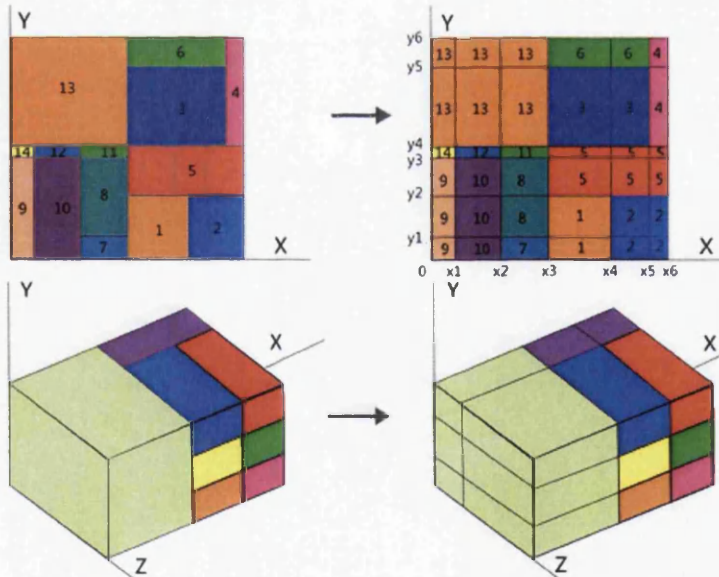 Y
6
13
3
4
14 12 11
5
9 10 8
1 2
7
X
Y
y6
13 13 13 6 6 4
y5
13 13 13 3 3 4
y4
14 12 11 5 5 5
y3
9 10 8 5 5 5
y2
9 10 8 1 2 2
y1
9 10 7 1 2 2
X
0 x1 x2 x3 x4 x5 x6
Y
X
Z
Y
X
Z